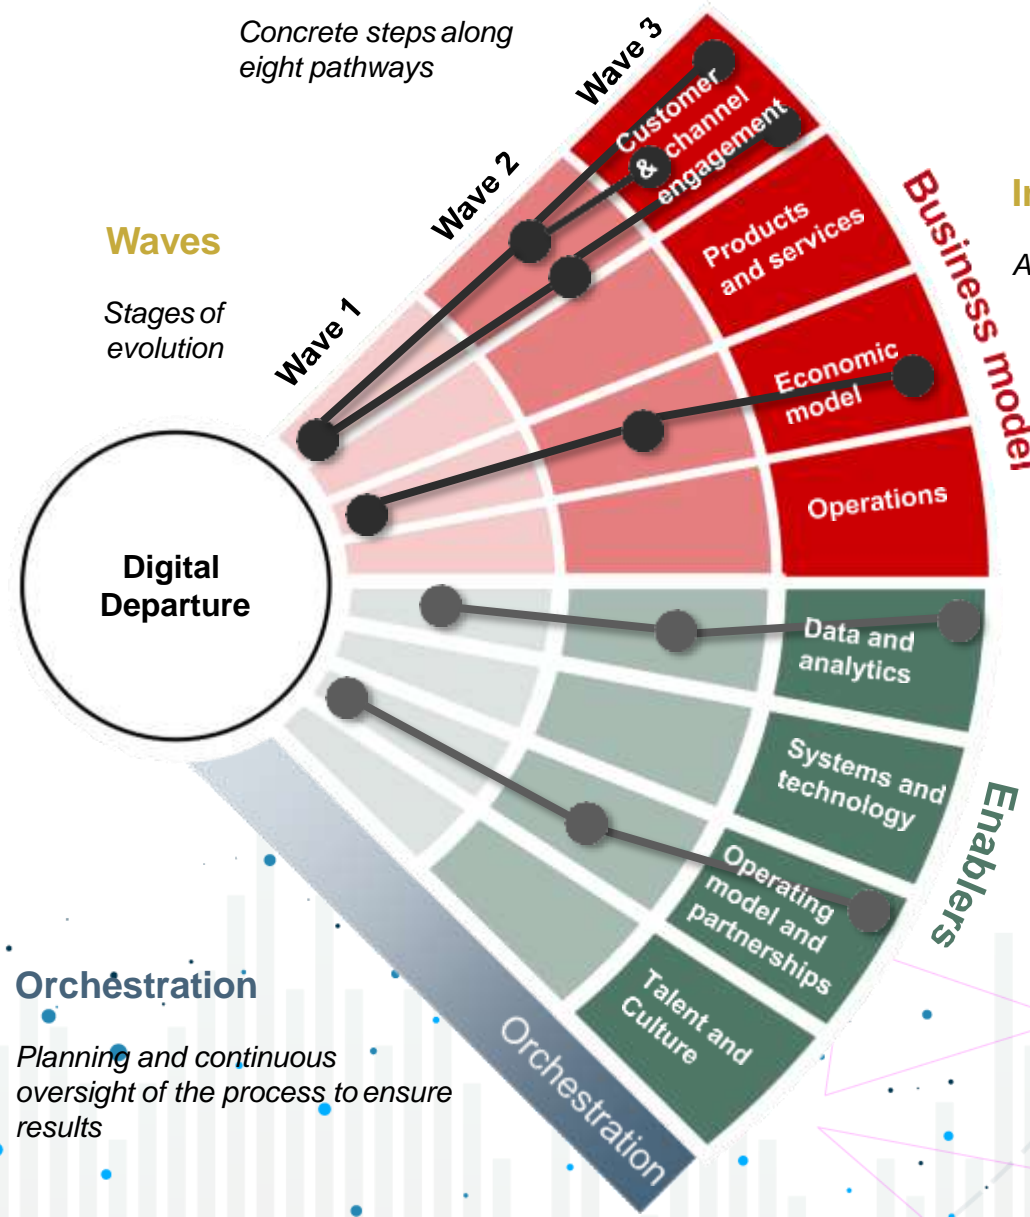 Concrete steps along
eight pathways
Waves
Stages of
evolution
Wave 1
Wave 2
Wave 3
Customer
& channel
engagement
Products
and services
Economic
model
Operations
Business model
Digital
Departure
Data and
analytics
Systems and
technology
Operating
model and
partnerships
Talent and
Culture
Enablers
Orchestration
Orchestration
Planning and continuous
oversight of the process to ensure
results